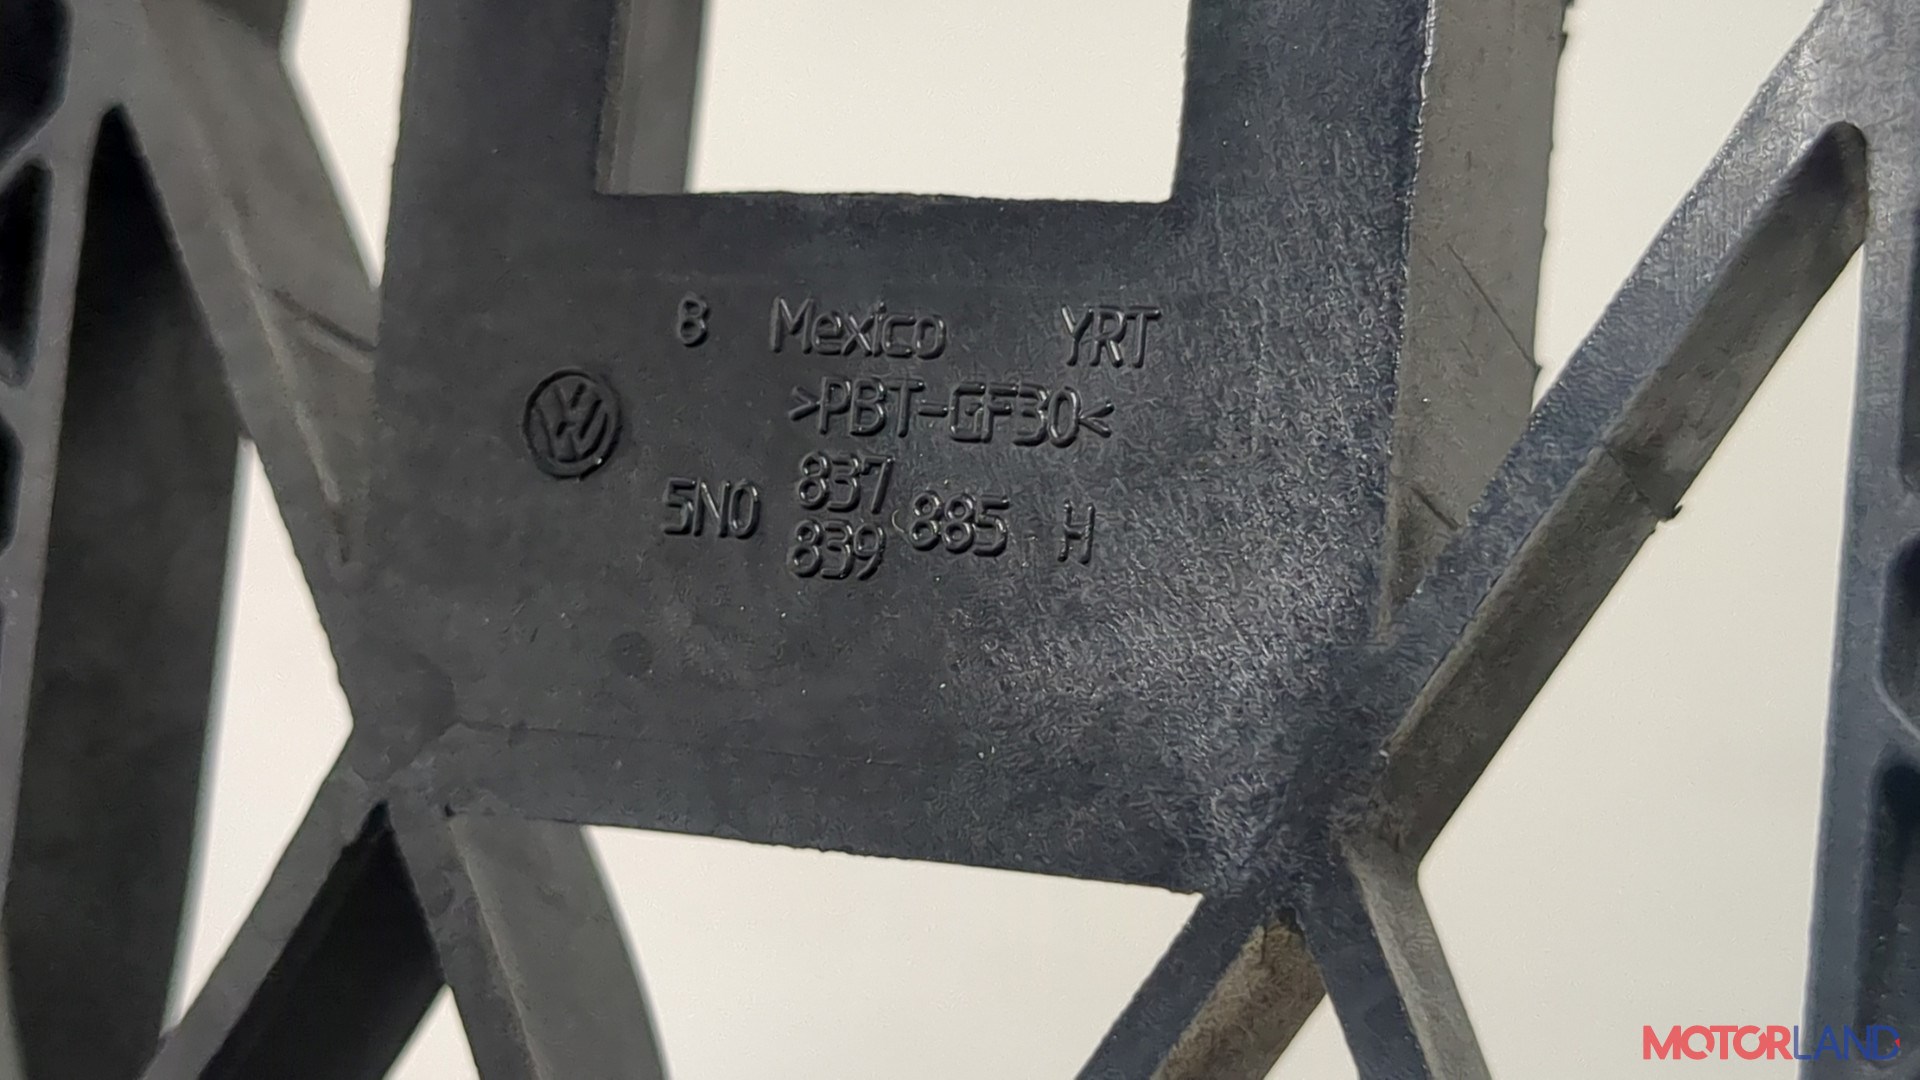 8 Mexico YRT
>PBT-GF30<
5N0 837 885 H
839
MOTORLAND